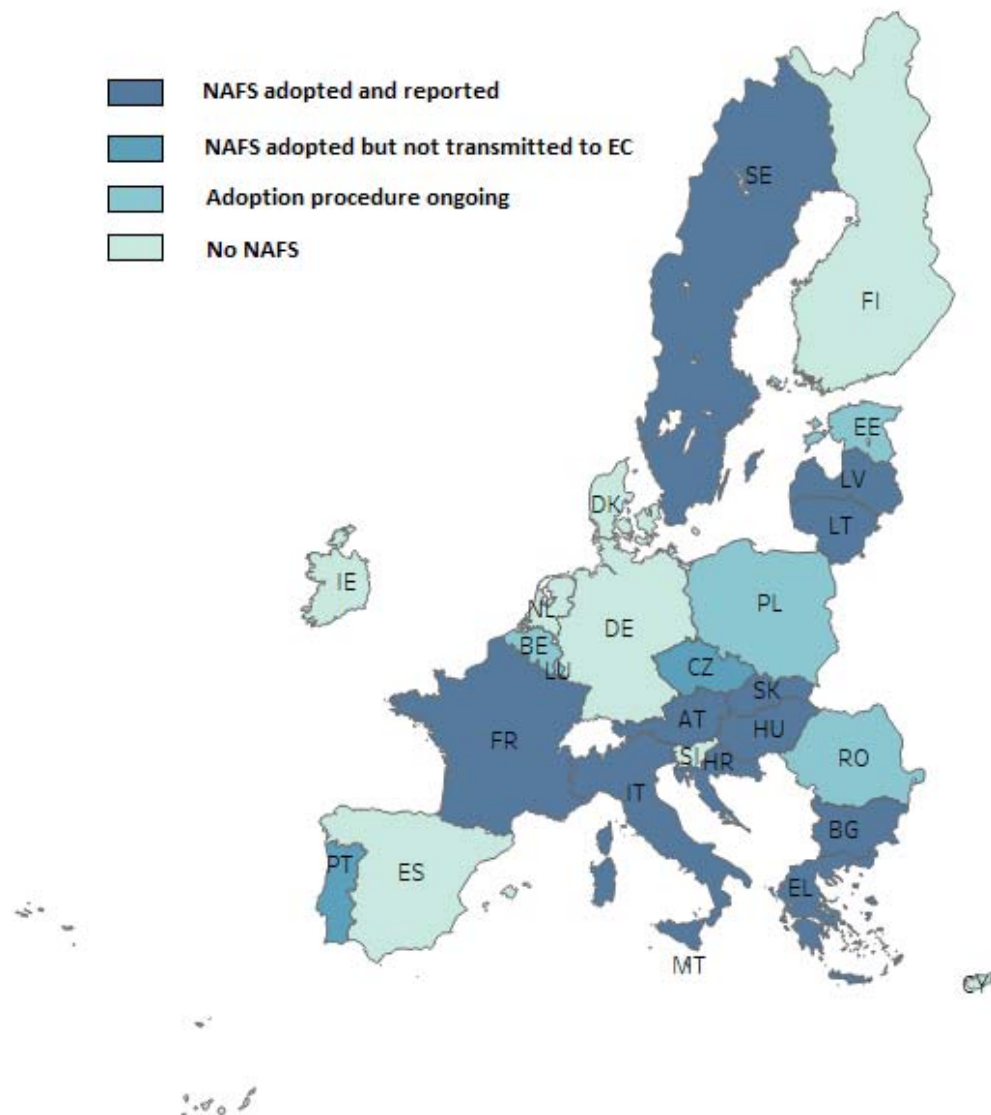 NAFS adopted and reported
NAFS adopted but not transmitted to EC
Adoption procedure ongoing
No NAFS
SE
FI
EE
LV
LT
DK
IE
NL
DE
PL
BE
LU
CZ
SK
AT
HU
FR
SI
HR
RO
IT
BG
PT
ES
EL
MT
CY